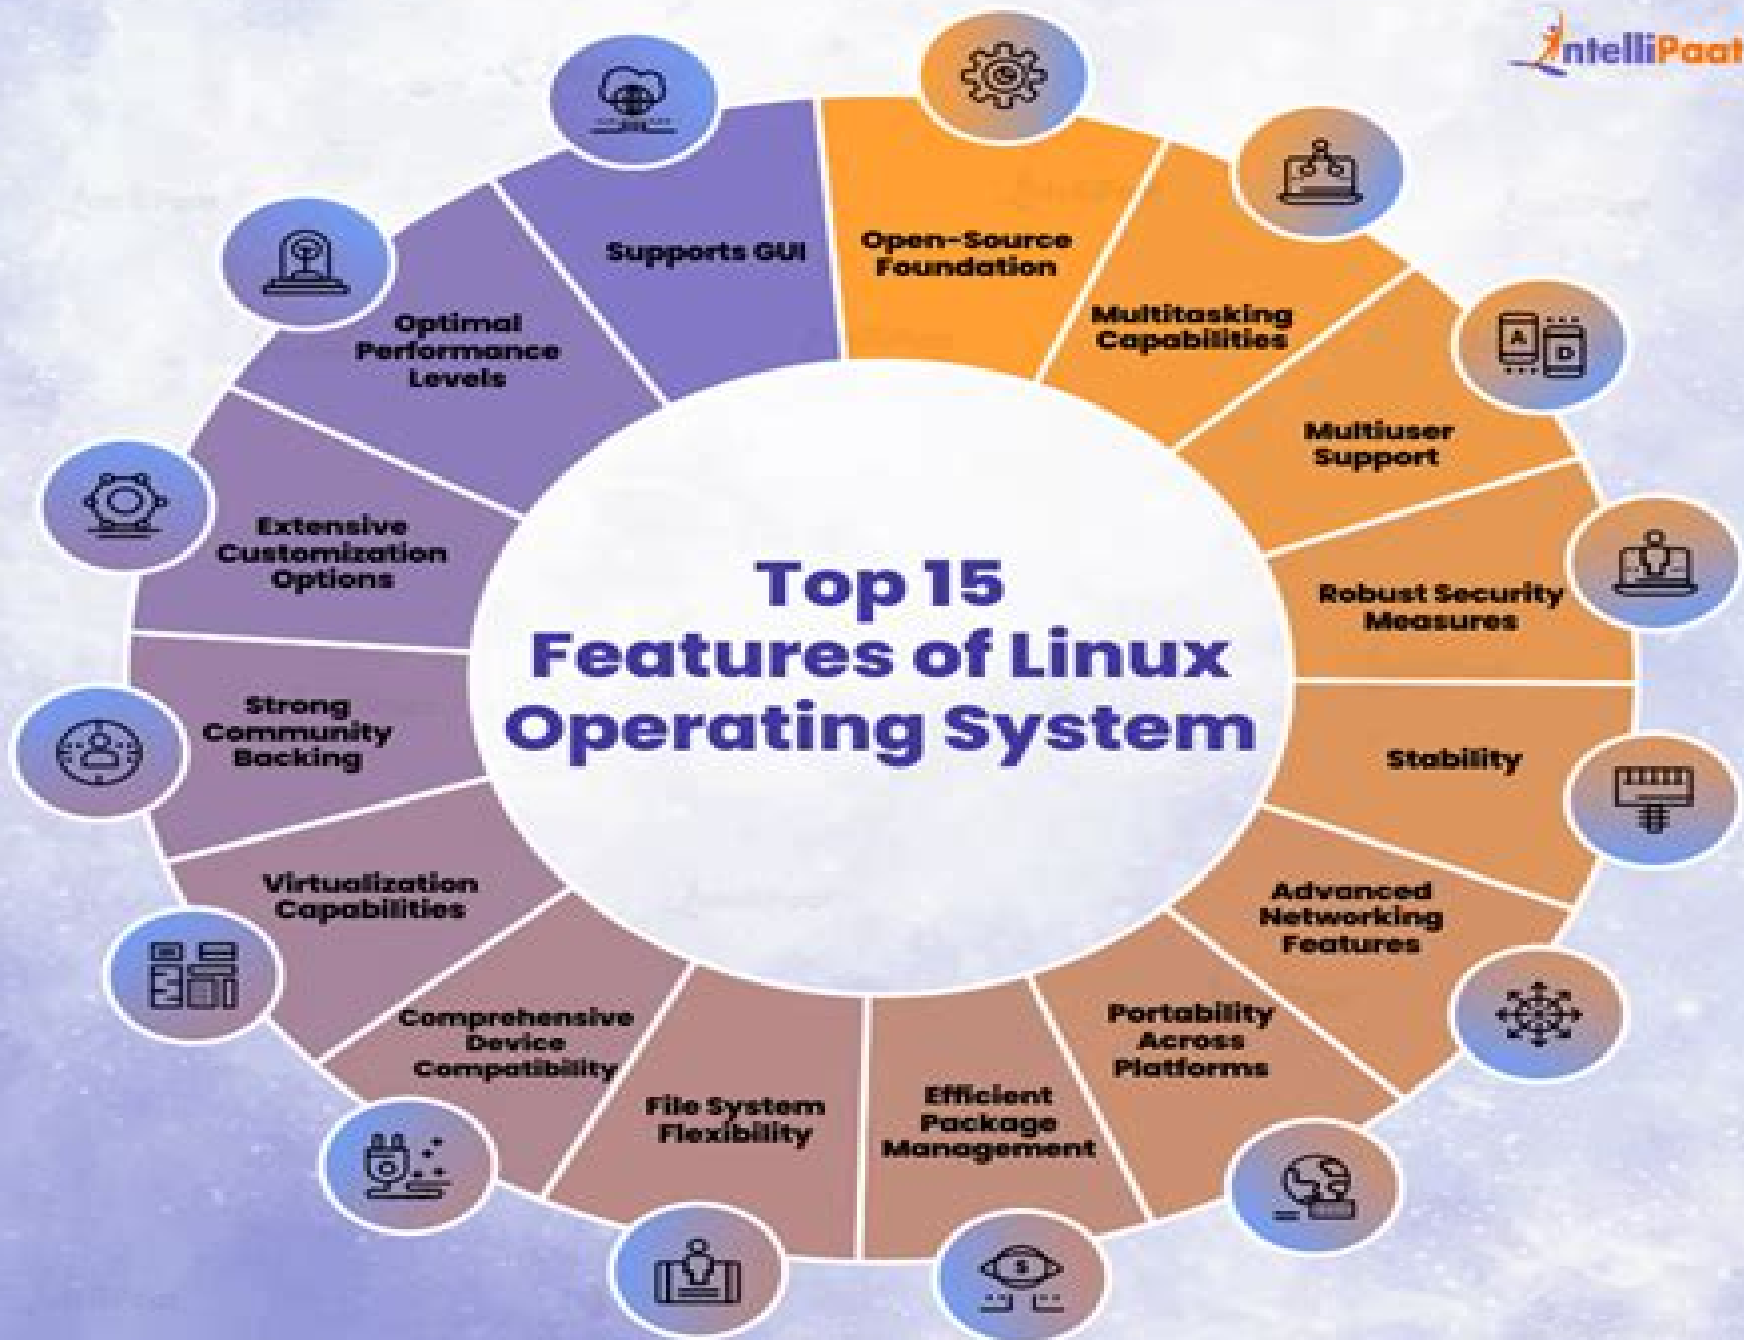 IntelliPaat
Supports GUI
Open-Source
Foundation
Multitasking
Capabilities
Multiuser
Support
Robust Security
Measures
Stability
Advanced
Networking
Features
Portability
Across
Platforms
Efficient
Package
Management
File System
Flexibility
Comprehensive
Device
Compatibility
Virtualization
Capabilities
Strong
Community
Backing
Extensive
Customization
Options
Optimal
Performance
Levels
Top 15
Features of Linux
Operating System
A
D
S